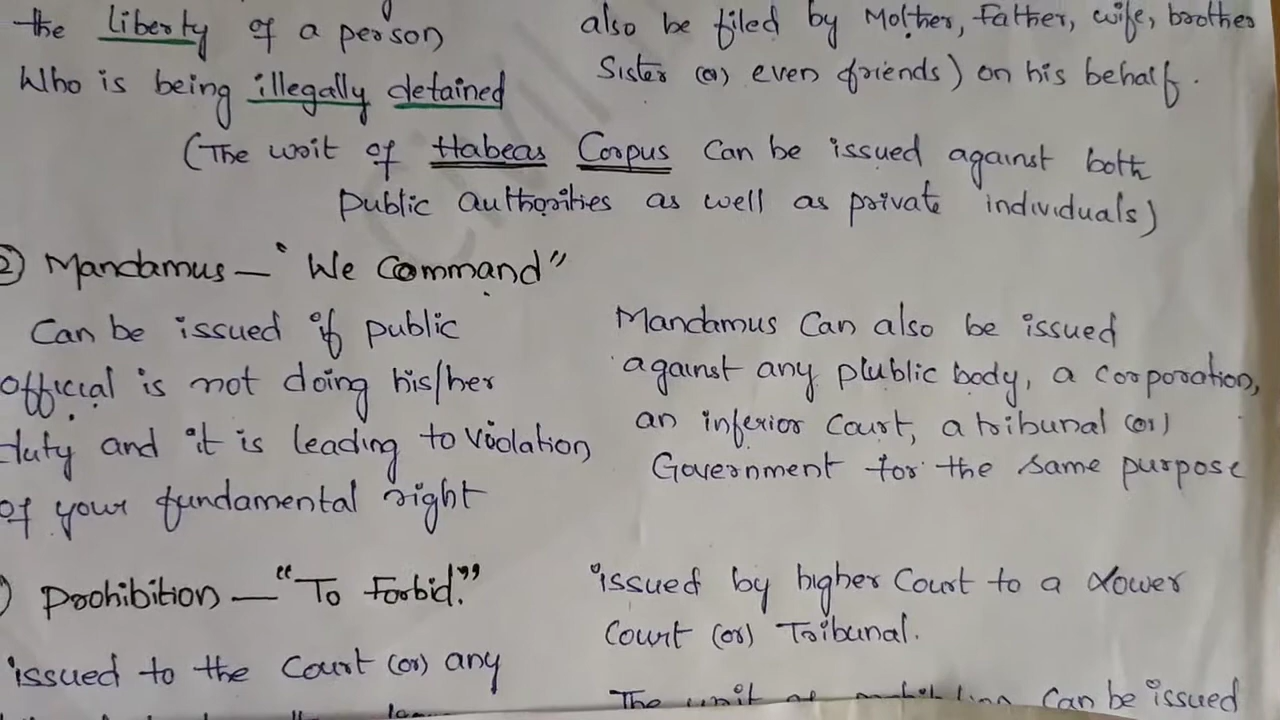 the liberty of a person
Who is being illegally detained
also be filed by Mother, Father, wife, brother
Sister (or) even friends) on his behalf.
(The writ of Habeas Corpus Can be issued against both
Public authorities as well as private individuals)
2) Mandamus – "We Command"
Can be issued if public
official is not doing his/her
duty and it is leading to violation
of your fundamental right
Mandamus Can also be issued
against any plublic body, a corporation,
an inferior Court, a tribunal (or)
Government for the same purpose
) Prohibition – "To Forbid."
issued to the Court (or) any
issued by higher Court to a Lower
Court (or) Tribunal.
The Can be issued